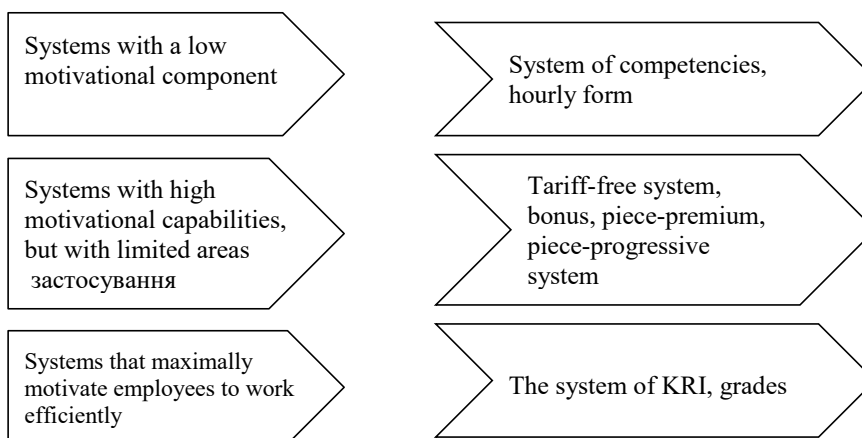 Systems with a low
motivational component
System of competencies,
hourly form
Systems with high
motivational capabilities,
but with limited areas
застосування
Tariff-free system,
bonus, piece-premium,
piece-progressive
system
Systems that maximally
motivate employees to work
efficiently
The system of KRI, grades